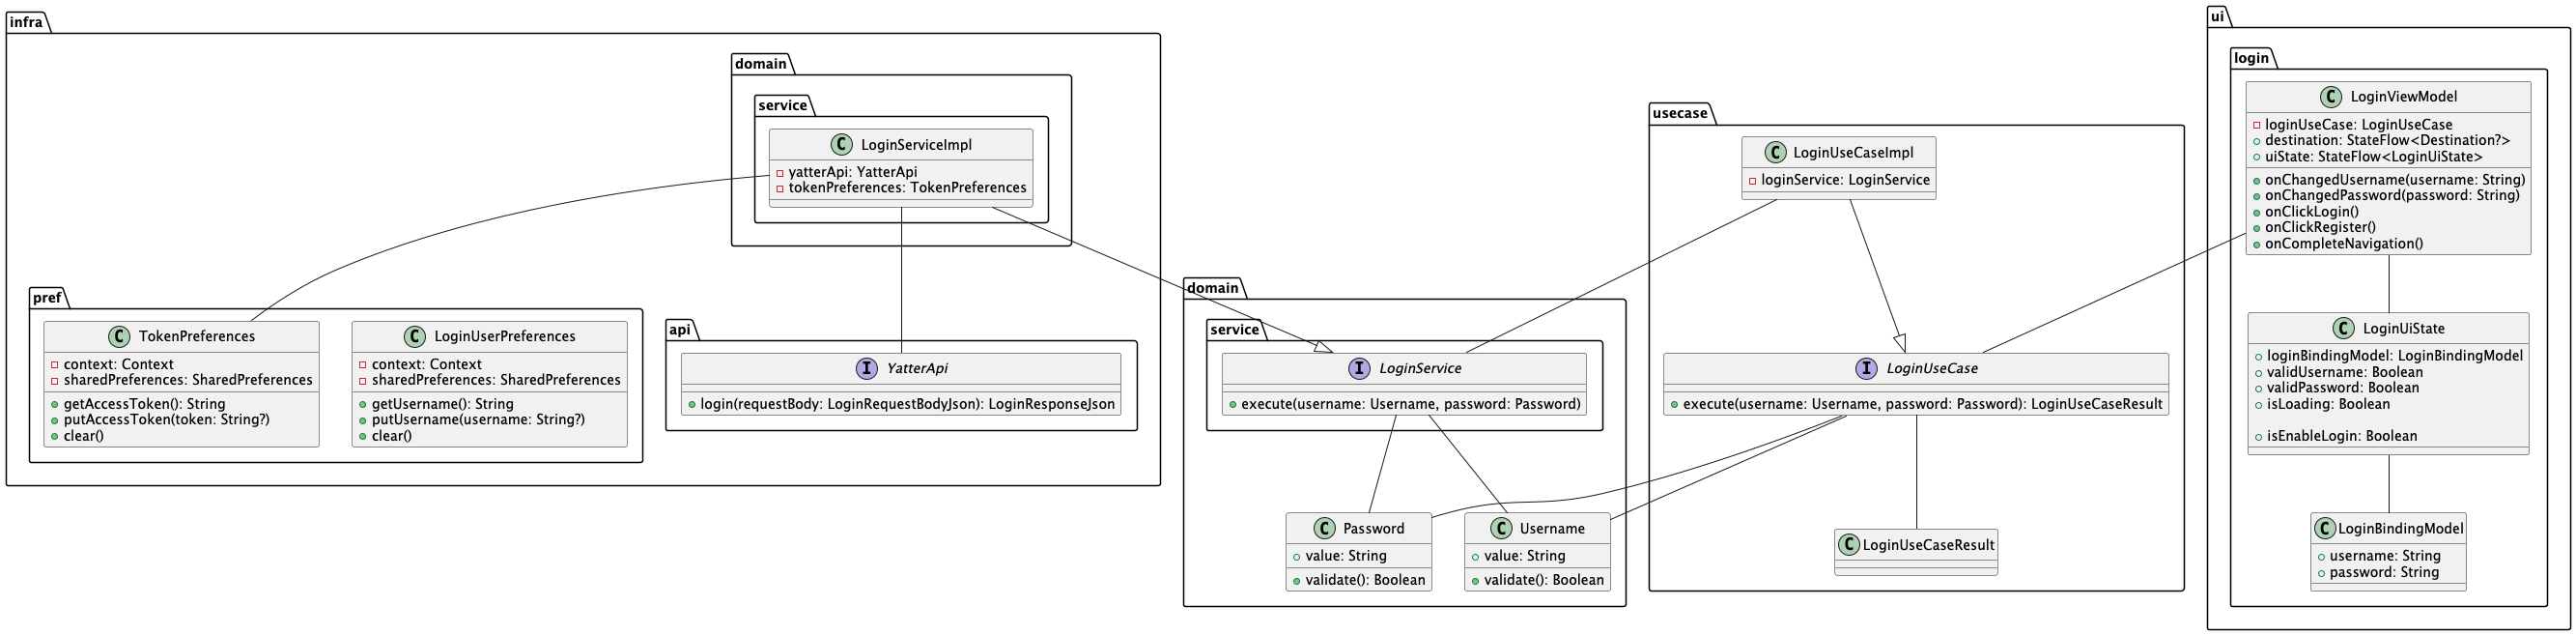 infra
domain
service
LoginServiceImpl
yatterApi: YatterApi
tokenPreferences: TokenPreferences
pref
TokenPreferences
context: Context
sharedPreferences: SharedPreferences
getAccessToken(): String
putAccessToken(token: String?)
clear()
LoginUserPreferences
context: Context
sharedPreferences: SharedPreferences
getUsername(): String
putUsername(username: String?)
clear()
api
YatterApi
login(requestBody: LoginRequestBodyJson): LoginResponseJson
domain
service
LoginService
execute(username: Username, password: Password)
Password
value: String
validate(): Boolean
Username
value: String
validate(): Boolean
usecase
LoginUseCaseImpl
loginService: LoginService
LoginUseCase
execute(username: Username, password: Password): LoginUseCaseResult
LoginUseCaseResult
ui
login
LoginViewModel
loginUseCase: LoginUseCase
destination: StateFlow<Destination?>
uiState: StateFlow<LoginUiState>
onChangedUsername(username: String)
onChangedPassword(password: String)
onClickLogin()
onClickRegister()
onCompleteNavigation()
LoginUiState
loginBindingModel: LoginBindingModel
validUsername: Boolean
validPassword: Boolean
isLoading: Boolean
isEnableLogin: Boolean
LoginBindingModel
username: String
password: String